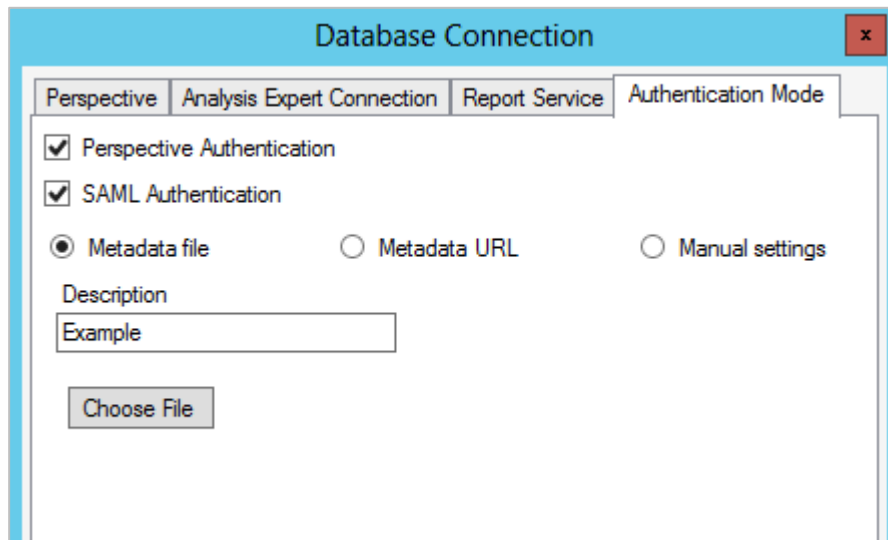 Database Connection
x
Perspective Analysis Expert Connection Report Service Authentication Mode
Perspective Authentication
SAML Authentication
Metadata file Metadata URL Manual settings
Description
Example
Choose File